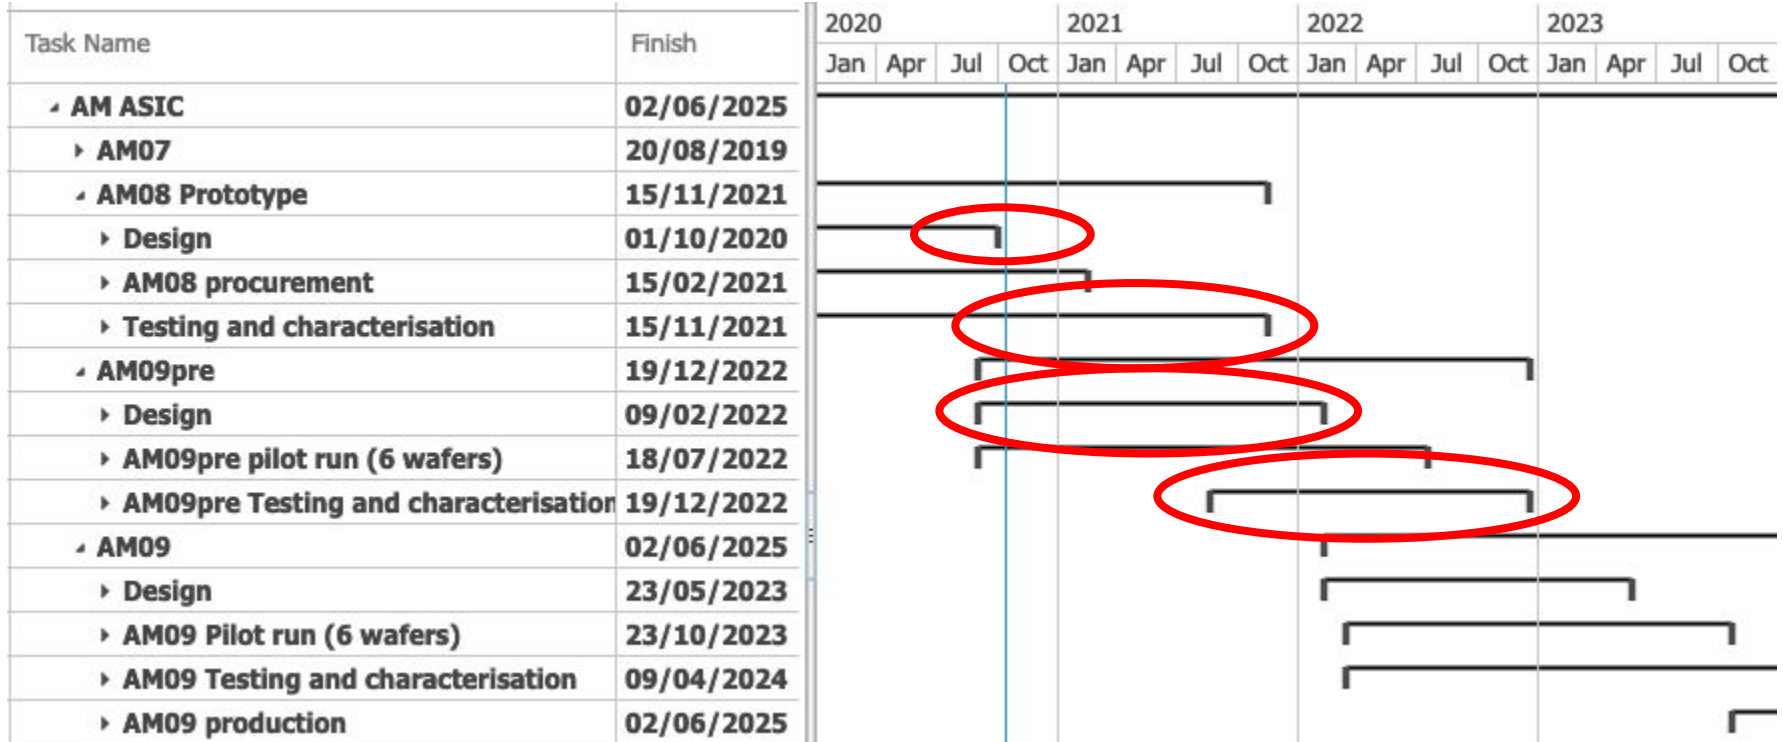 Task Name Finish 2020 2021 2022 2023
Jan Apr Jul Oct Jan Apr Jul Oct Jan Apr Jul Oct Jan Apr Jul Oct
AM ASIC 02/06/2025
AM07 20/08/2019
AM08 Prototype 15/11/2021
Design 01/10/2020
AM08 procurement 15/02/2021
Testing and characterisation 15/11/2021
AM09pre 19/12/2022
Design 09/02/2022
AM09pre pilot run (6 wafers) 18/07/2022
AM09pre Testing and characterisation 19/12/2022
AM09 02/06/2025
Design 23/05/2023
AM09 Pilot run (6 wafers) 23/10/2023
AM09 Testing and characterisation 09/04/2024
AM09 production 02/06/2025